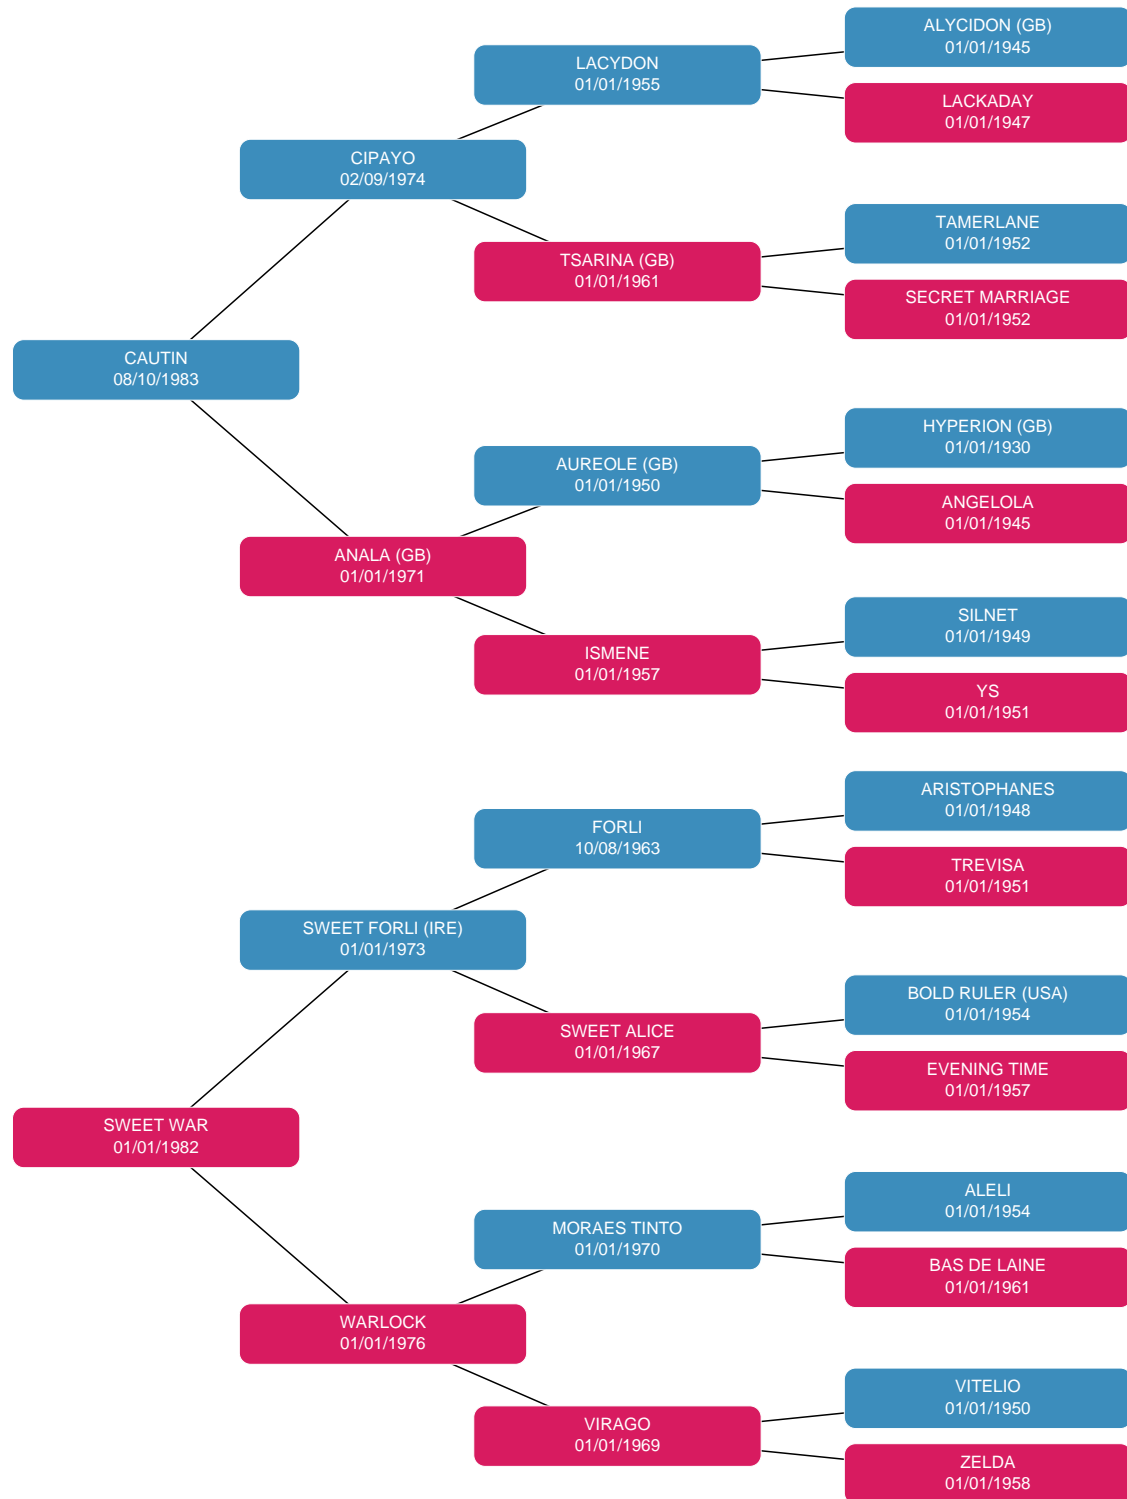 ALYCIDON (GB)
01/01/1945
LACYDON
01/01/1955
LACKADAY
01/01/1947
CIPAYO
02/09/1974
TAMERLANE
01/01/1952
TSARINA (GB)
01/01/1961
SECRET MARRIAGE
01/01/1952
CAUTIN
08/10/1983
HYPERION (GB)
01/01/1930
AUREOLE (GB)
01/01/1950
ANGELOLA
01/01/1945
ANALA (GB)
01/01/1971
SILNET
01/01/1949
ISMENE
01/01/1957
YS
01/01/1951
ARISTOPHANES
01/01/1948
FORLI
10/08/1963
TREVISA
01/01/1951
SWEET FORLI (IRE)
01/01/1973
BOLD RULER (USA)
01/01/1954
SWEET ALICE
01/01/1967
EVENING TIME
01/01/1957
SWEET WAR
01/01/1982
ALELI
01/01/1954
MORAES TINTO
01/01/1970
BAS DE LAINE
01/01/1961
WARLOCK
01/01/1976
VITELIO
01/01/1950
VIRAGO
01/01/1969
ZELDA
01/01/1958